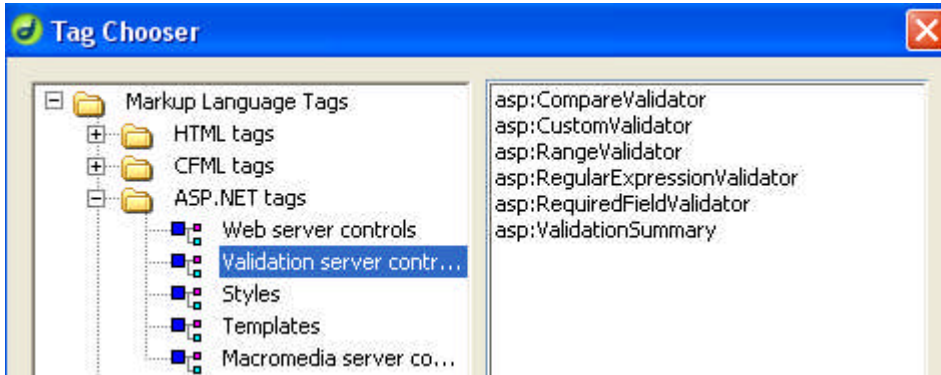 Tag Chooser
Markup Language Tags
HTML tags
CFML tags
ASP.NET tags
Web server controls
Validation server contr...
Styles
Templates
Macromedia server co...
asp:CompareValidator
asp:CustomValidator
asp:RangeValidator
asp:RegularExpressionValidator
asp:RequiredFieldValidator
asp:ValidationSummary